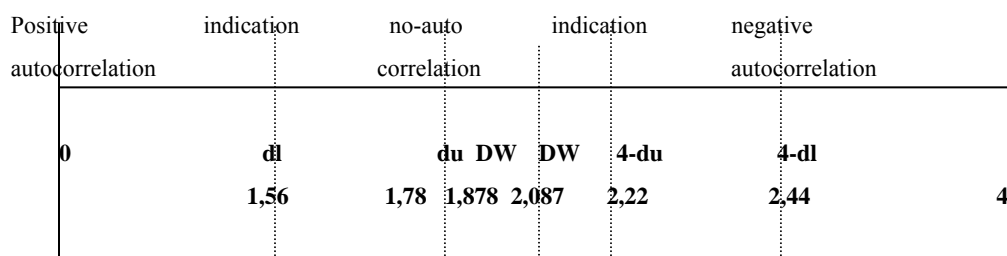 Positive indication no-auto indication negative
autocorrelation correlation autocorrelation
0 dl du DW DW 4-du 4-dl
1,56 1,78 1,878 2,087 2,22 2,44 4